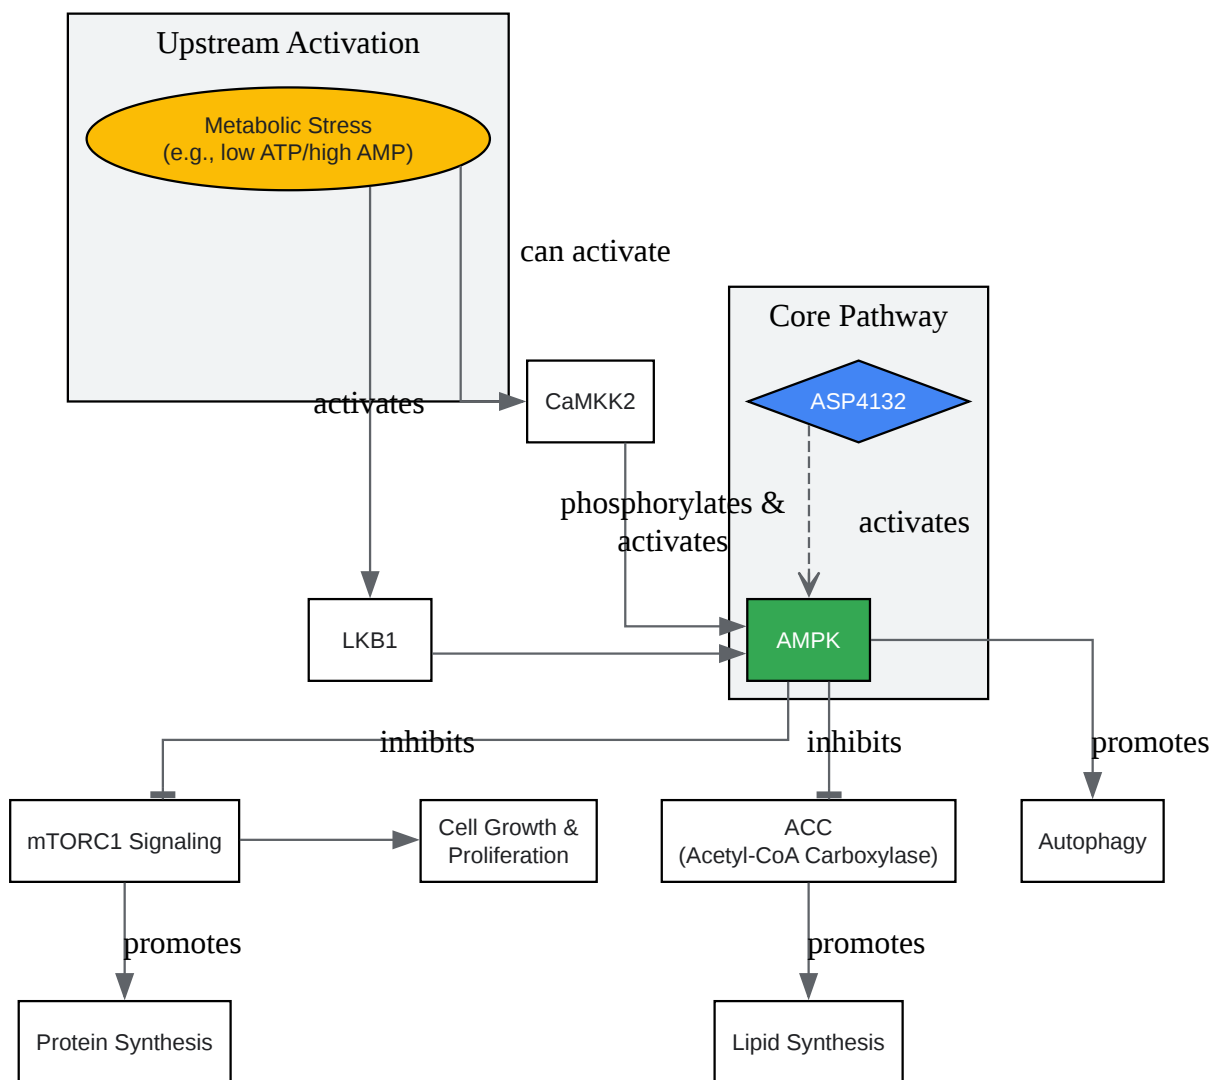 Upstream Activation
Metabolic Stress
(e.g., low ATP/high AMP)
can activate
Core Pathway
activates
CaMKK2
ASP4132
phosphorylates &
activates
activates
LKB1
AMPK
inhibits
inhibits
promotes
mTORC1 Signaling
Cell Growth &
Proliferation
ACC
(Acetyl-CoA Carboxylase)
Autophagy
promotes
promotes
Protein Synthesis
Lipid Synthesis